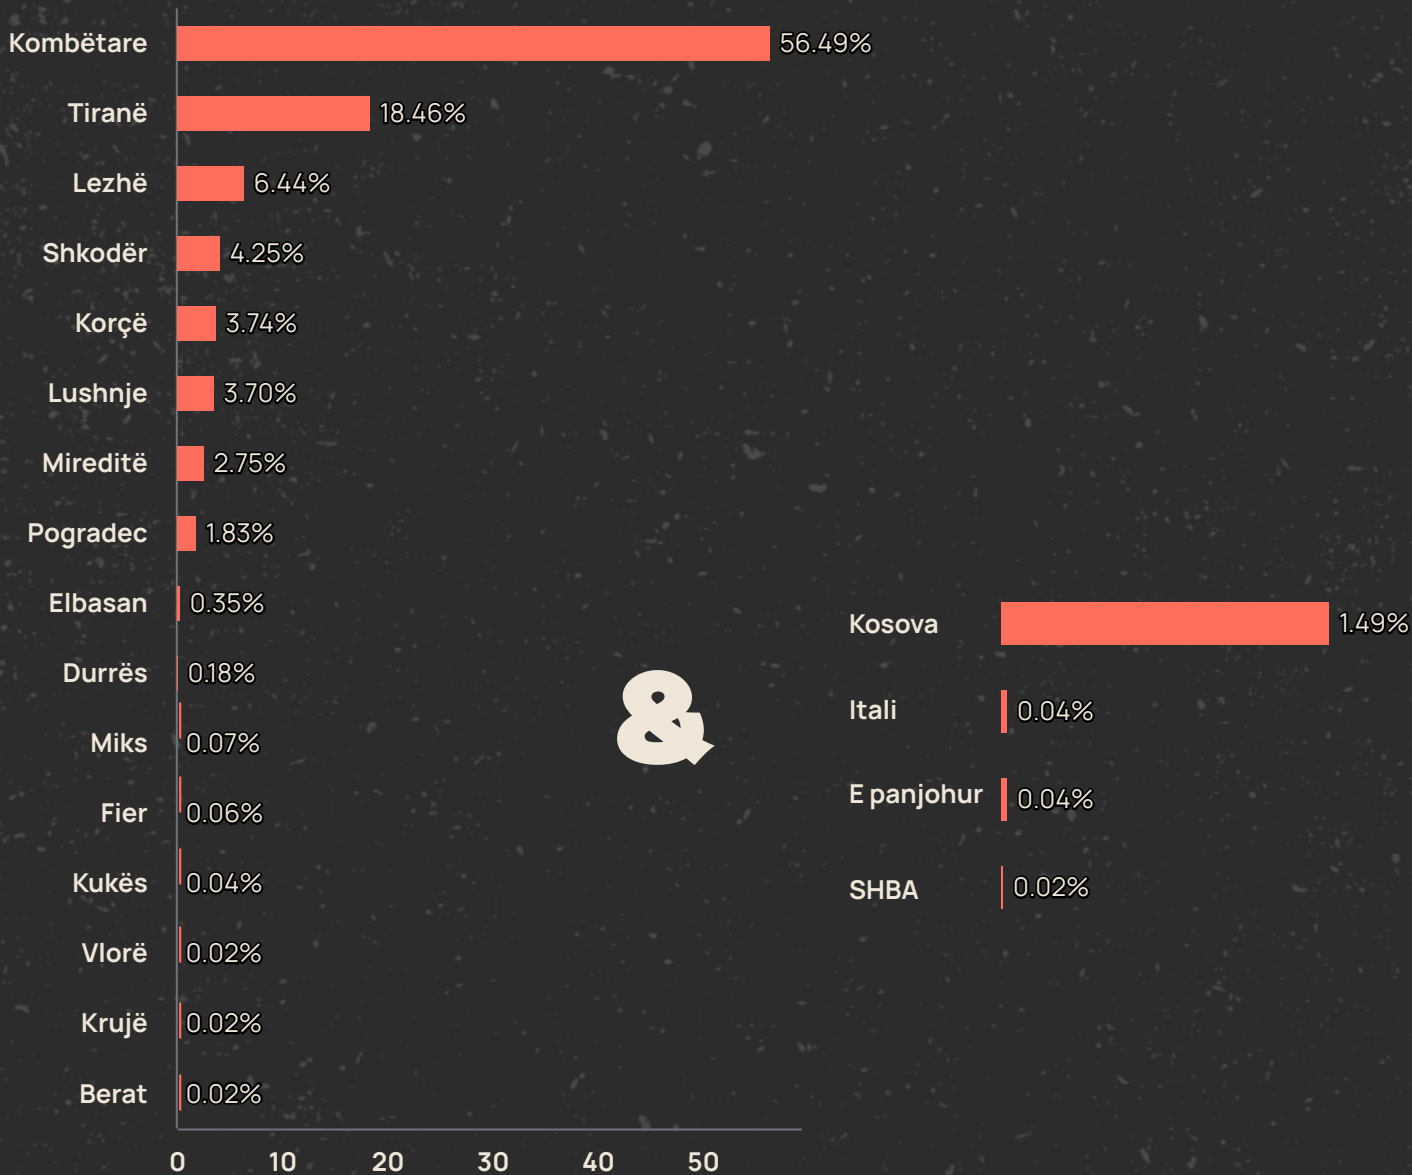 Kombëtare 56.49%
Tiranë 18.46%
Lezhë 6.44%
Shkodër 4.25%
Korçë 3.74%
Lushnje 3.70%
Mireditë 2.75%
Pogradec 1.83%
Elbasan 0.35%
Durrës 0.18%
Miks 0.07%
Fier 0.06%
Kukës 0.04%
Vlorë 0.02%
Krujë 0.02%
Berat 0.02%
0 10 20 30 40 50
&
Kosova 1.49%
Itali 0.04%
E panjohur 0.04%
SHBA 0.02%